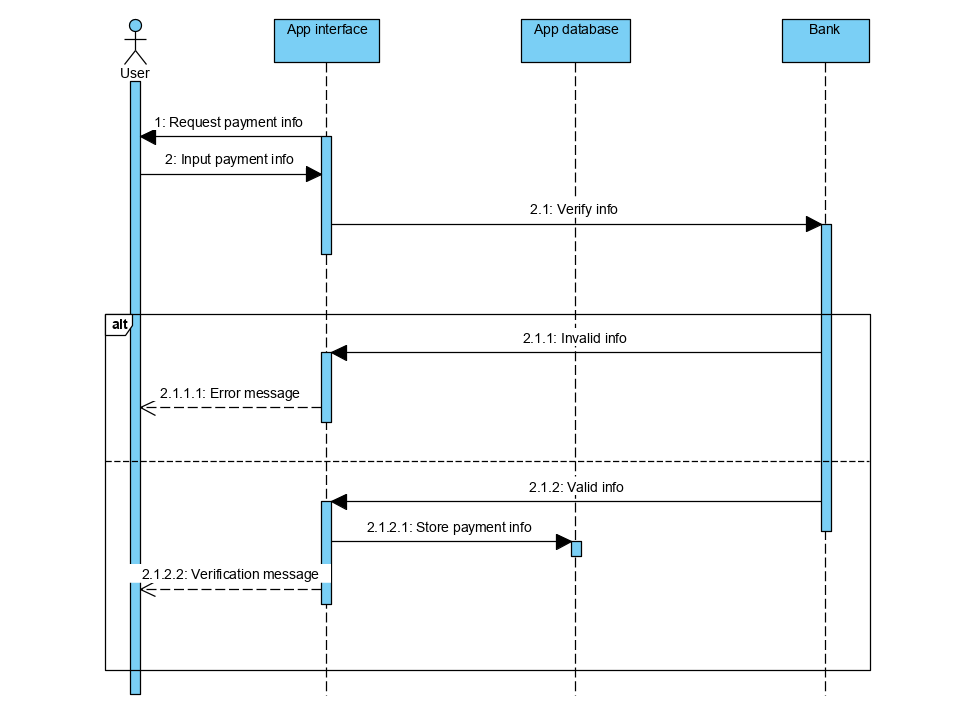 User
App interface
App database
Bank
1: Request payment info
2: Input payment info
2.1: Verify info
alt
2.1.1: Invalid info
2.1.1.1: Error message
2.1.2: Valid info
2.1.2.1: Store payment info
2.1.2.2: Verification message